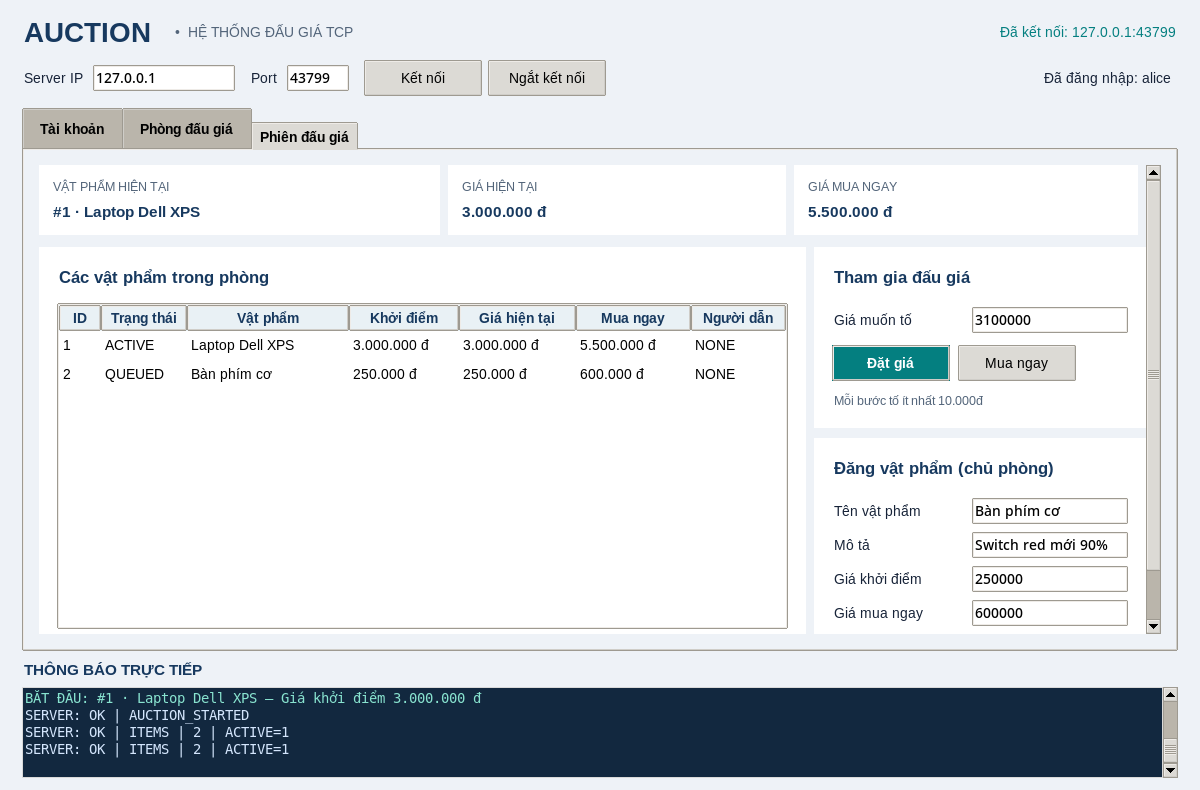 AUCTION • HỆ THỐNG ĐẤU GIÁ TCP Đã kết nối: 127.0.0.1:43799
Server IP 127.0.0.1 Port 43799 Kết nối Ngắt kết nối Đã đăng nhập: alice
Tài khoản Phòng đấu giá Phiên đấu giá
VẬT PHẨM HIỆN TẠI GIÁ HIỆN TẠI GIÁ MUA NGAY
#1 · Laptop Dell XPS 3.000.000 đ 5.500.000 đ
Các vật phẩm trong phòng
ID Trạng thái Vật phẩm Khởi điểm Giá hiện tại Mua ngay Người dẫn
1 ACTIVE Laptop Dell XPS 3.000.000 đ 3.000.000 đ 5.500.000 đ NONE
2 QUEUED Bàn phím cơ 250.000 đ 250.000 đ 600.000 đ NONE
Tham gia đấu giá
Giá muốn tố 3100000
Đặt giá Mua ngay
Mỗi bước tố ít nhất 10.000đ
Đăng vật phẩm (chủ phòng)
Tên vật phẩm Bàn phím cơ
Mô tả Switch red mới 90%
Giá khởi điểm 250000
Giá mua ngay 600000
THÔNG BÁO TRỰC TIẾP
BẮT ĐẦU: #1 · Laptop Dell XPS — Giá khởi điểm 3.000.000 đ
SERVER: OK | AUCTION_STARTED
SERVER: OK | ITEMS | 2 | ACTIVE=1
SERVER: OK | ITEMS | 2 | ACTIVE=1